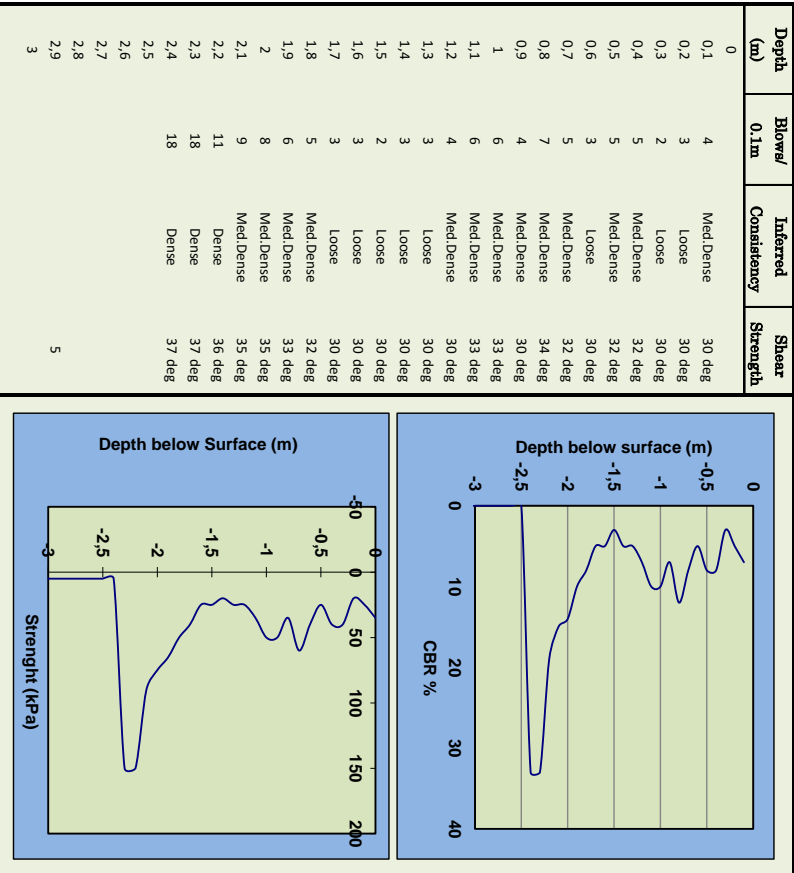 Depth (m) Blows/ 0.1m Inferred Consistency Shear Strength
0
0,1 4 Med.Dense 30 deg
0,2 3 Loose 30 deg
0,3 2 Loose 30 deg
0,4 5 Med.Dense 32 deg
0,5 5 Med.Dense 32 deg
0,6 3 Loose 30 deg
0,7 5 Med.Dense 32 deg
0,8 7 Med.Dense 34 deg
0,9 4 Med.Dense 30 deg
1 6 Med.Dense 33 deg
1,1 6 Med.Dense 33 deg
1,2 4 Med.Dense 30 deg
1,3 3 Loose 30 deg
1,4 3 Loose 30 deg
1,5 2 Loose 30 deg
1,6 3 Loose 30 deg
1,7 3 Loose 30 deg
1,8 5 Med.Dense 32 deg
1,9 6 Med.Dense 33 deg
2 8 Med.Dense 35 deg
2,1 9 Med.Dense 35 deg
2,2 11 Dense 36 deg
2,3 18 Dense 37 deg
2,4 18 Dense 37 deg
2,5
2,6
2,7
2,8
2,9 5
3
Depth below surface (m)
0
-0,5
-1
-1,5
-2
-2,5
-3
0 10 20 30 40
CBR %
Depth below Surface (m)
-50 0 50 100 150 200
0
-0,5
-1
-1,5
-2
-2,5
-3
Strenght (kPa)